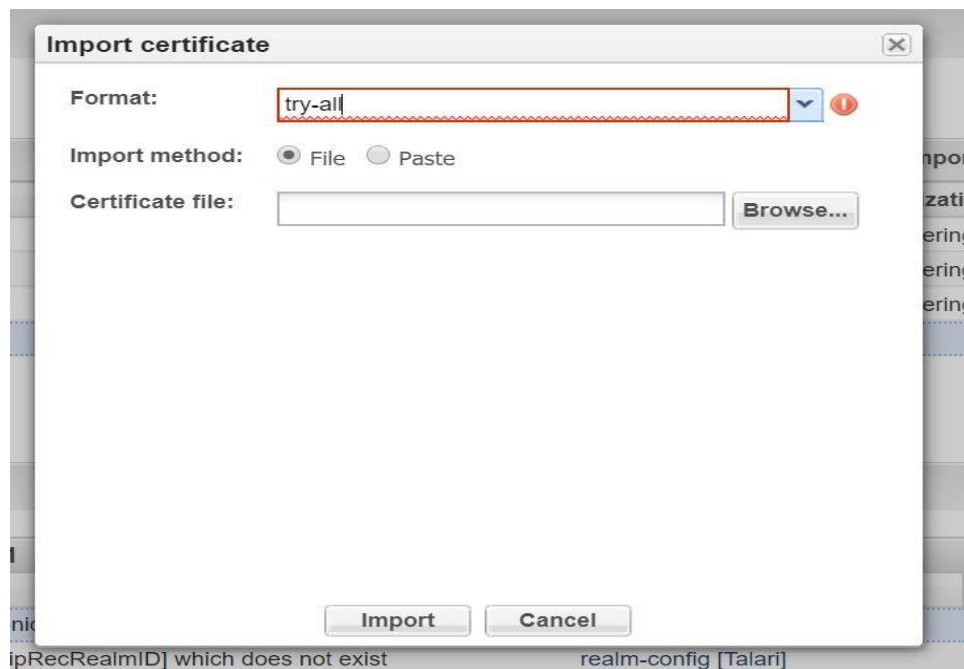 Import certificate
Format: try-all
Import method: File Paste
Certificate file: Browse...
Import Cancel
ipRecRealmID] which does not exist realm-config [Talari]